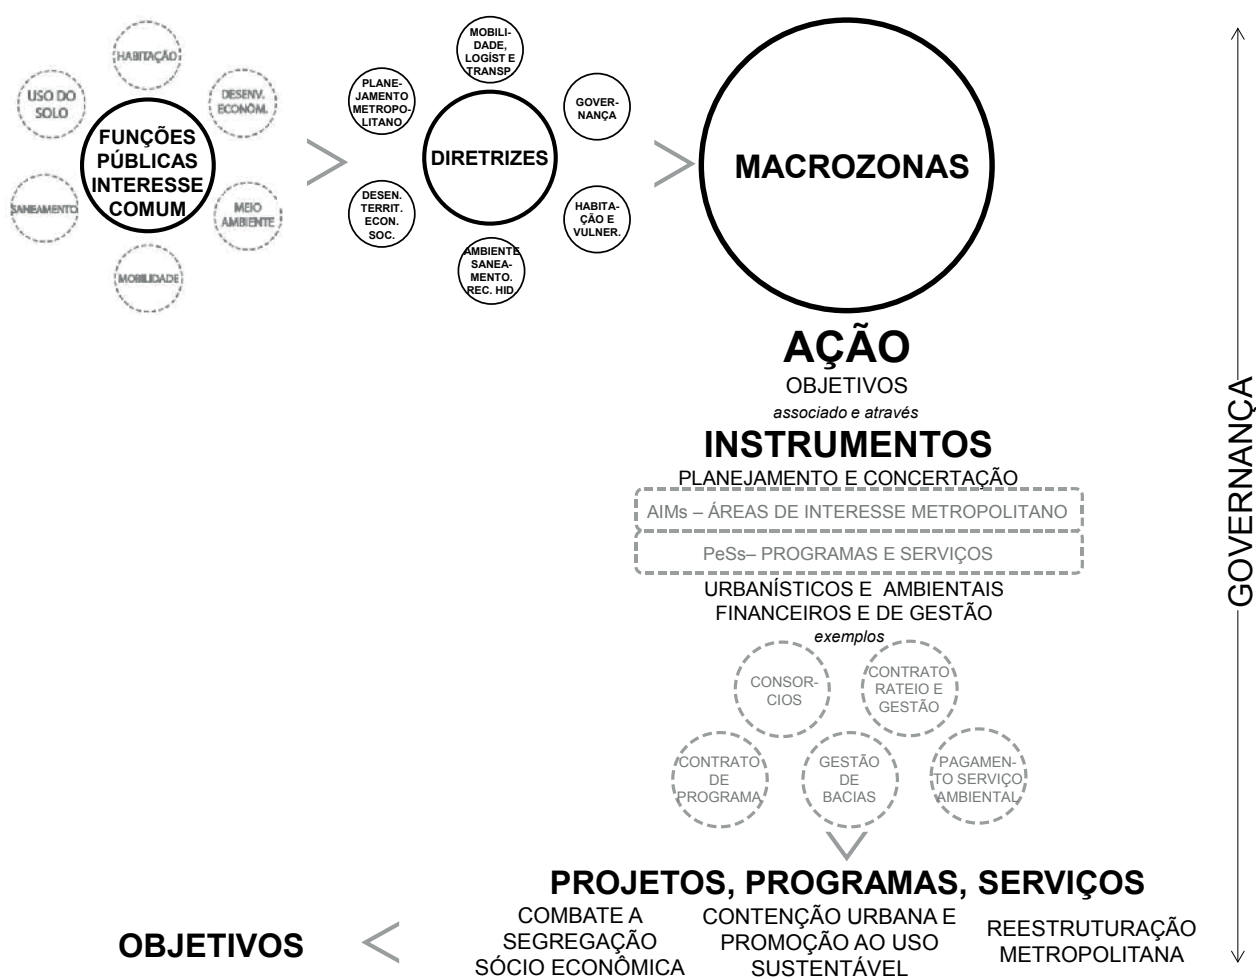 HABITAÇÃO
USO DO
SOLO
DESENV.
ECONÔM.
FUNÇÕES
PÚBLICAS
INTERESSE
COMUM
SANEAMENTO
MEIO
AMBIENTE
MOBILIDADE
MOBILI-
DADE,
LOGÍST E
TRANSP.
PLANE-
JAMENTO
METROPO-
LITANO
GOVER-
NANÇA
DIRETRIZES
DESEN.
TERRIT.
ECON.
SOC.
HABITA-
ÇÃO E
VULNER.
AMBIENTE
SANEA-
MENTO.
REC. HID.
MACROZONAS
AÇÃO
OBJETIVOS
associado e através
INSTRUMENTOS
PLANEJAMENTO E CONCERTAÇÃO
AIMs – ÁREAS DE INTERESSE METROPOLITANO
PeSs– PROGRAMAS E SERVIÇOS
URBANÍSTICOS E AMBIENTAIS
FINANCEIROS E DE GESTÃO
exemplos
CONSOR-
CIOS
CONTRATO
RATEIO E
GESTÃO
CONTRATO
DE
PROGRAMA
GESTÃO
DE
BACIAS
PAGAMEN-
TO SERVIÇO
AMBIENTAL
PROJETOS, PROGRAMAS, SERVIÇOS
COMBATE A
SEGREGAÇÃO
SÓCIO ECONÔMICA
CONTENÇÃO URBANA E
PROMOÇÃO AO USO
SUSTENTÁVEL
REESTRUTURAÇÃO
METROPOLITANA
OBJETIVOS
GOVERNANÇA